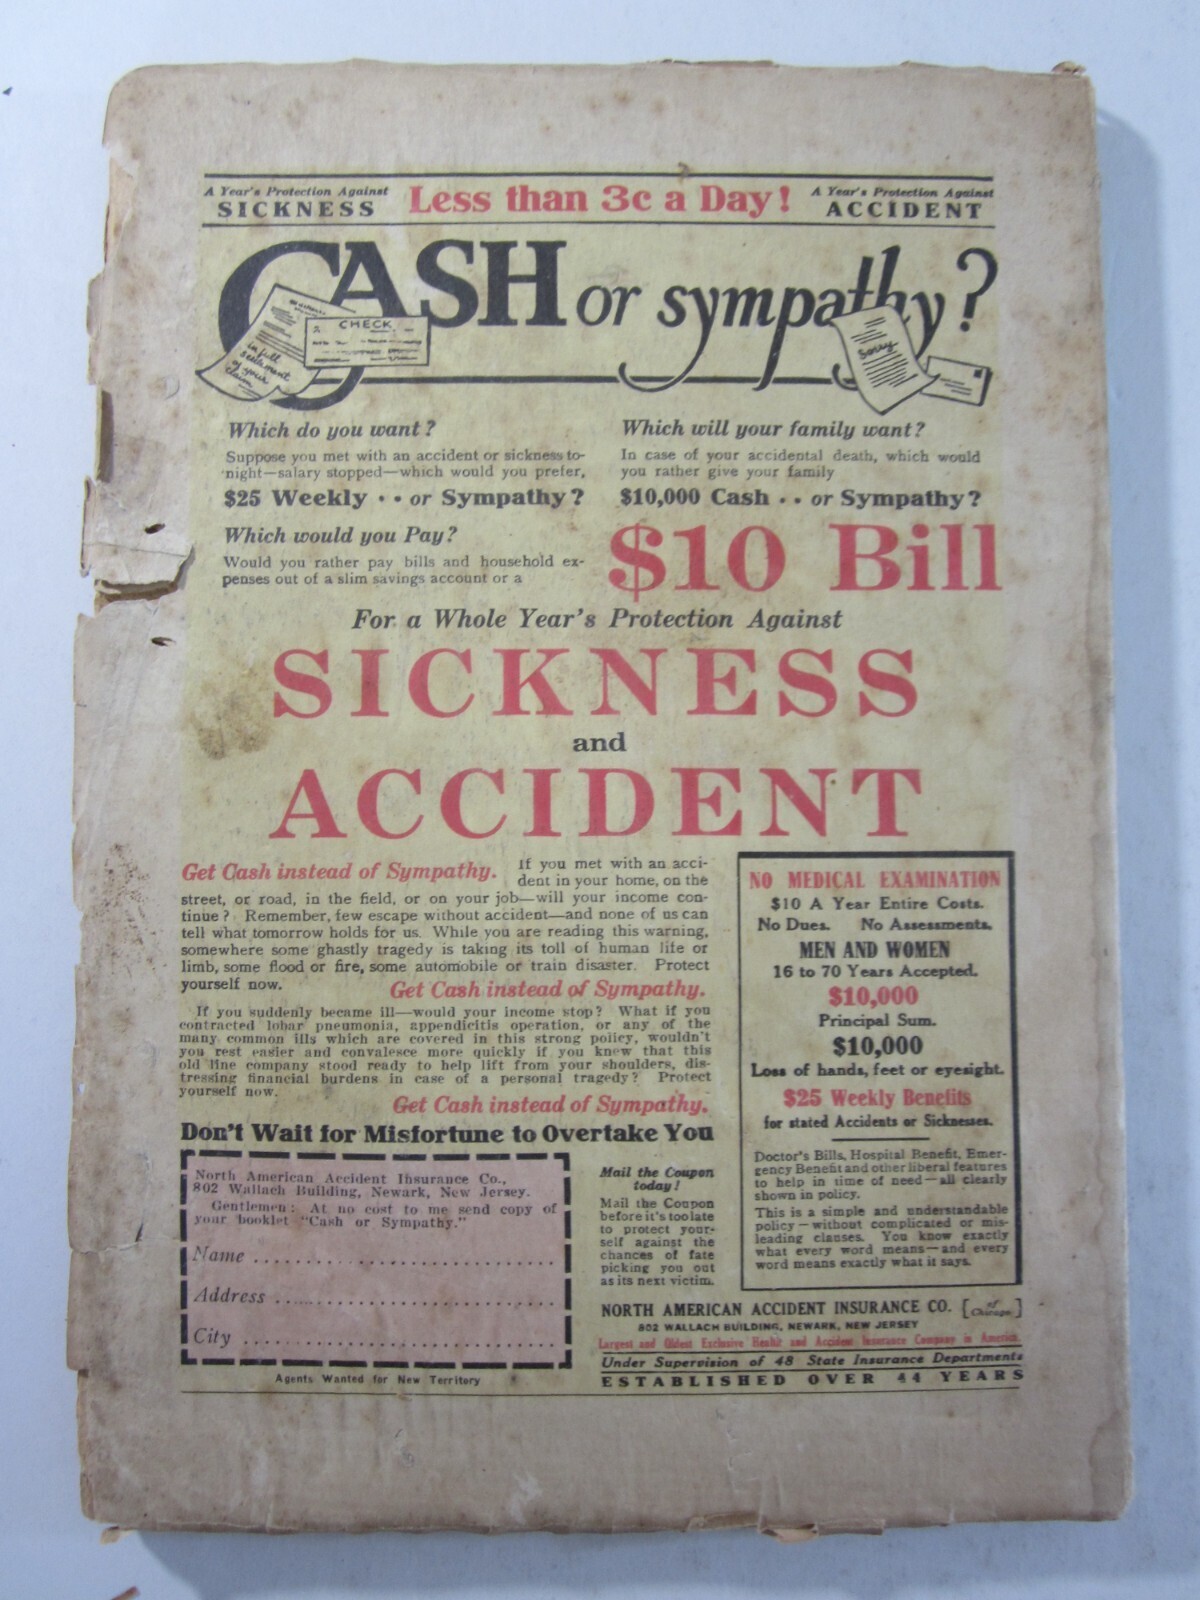 A Year's Protection Against
SICKNESS
Less than 3c a Day!
A Year's Protection Against
ACCIDENT
CASH or sympathy?
CHECK
in full
settlement
of your
claim
Sorry
Which do you want?
Suppose you met with an accident or sickness to-
night—salary stopped—which would you prefer,
$25 Weekly • • or Sympathy?
Which will your family want?
In case of your accidental death, which would
you rather give your family
$10,000 Cash • • or Sympathy?
Which would you Pay?
Would you rather pay bills and household ex-
penses out of a slim savings account or a
$10 Bill
For a Whole Year's Protection Against
SICKNESS
and
ACCIDENT
Get Cash instead of Sympathy. If you met with an acci-
dent in your home, on the
street, or road, in the field, or on your job—will your income con-
tinue? Remember, few escape without accident—and none of us can
tell what tomorrow holds for us. While you are reading this warning,
somewhere some ghastly tragedy is taking its toll of human life or
limb, some flood or fire, some automobile or train disaster. Protect
yourself now.
Get Cash instead of Sympathy.
If you suddenly became ill—would your income stop? What if you
contracted lobar pneumonia, appendicitis operation, or any of the
many common ills which are covered in this strong policy, wouldn't
you rest easier and convalesce more quickly if you knew that this
old line company stood ready to help lift from your shoulders, dis-
tressing financial burdens in case of a personal tragedy? Protect
yourself now.
Get Cash instead of Sympathy.
Don't Wait for Misfortune to Overtake You
North American Accident Insurance Co.,
802 Wallach Building, Newark, New Jersey.
Gentlemen: At no cost to me send copy of
your booklet "Cash or Sympathy."
Name
Address
City
Agents Wanted for New Territory
Mail the Coupon
today!
Mail the Coupon
before it's too late
to protect your-
self against the
chances of fate
picking you out
as its next victim.
NO MEDICAL EXAMINATION
$10 A Year Entire Costs.
No Dues. No Assessments.
MEN AND WOMEN
16 to 70 Years Accepted.
$10,000
Principal Sum.
$10,000
Loss of hands, feet or eyesight.
$25 Weekly Benefits
for stated Accidents or Sicknesses.
Doctor's Bills, Hospital Benefit, Emer-
gency Benefit and other liberal features
to help in time of need—all clearly
shown in policy.
This is a simple and understandable
policy—without complicated or mis-
leading clauses. You know exactly
what every word means—and every
word means exactly what it says.
NORTH AMERICAN ACCIDENT INSURANCE CO. [of Chicago]
802 WALLACH BUILDING, NEWARK, NEW JERSEY
Largest and Oldest Exclusive Health and Accident Insurance Company in America.
Under Supervision of 48 State Insurance Departments
ESTABLISHED OVER 44 YEARS